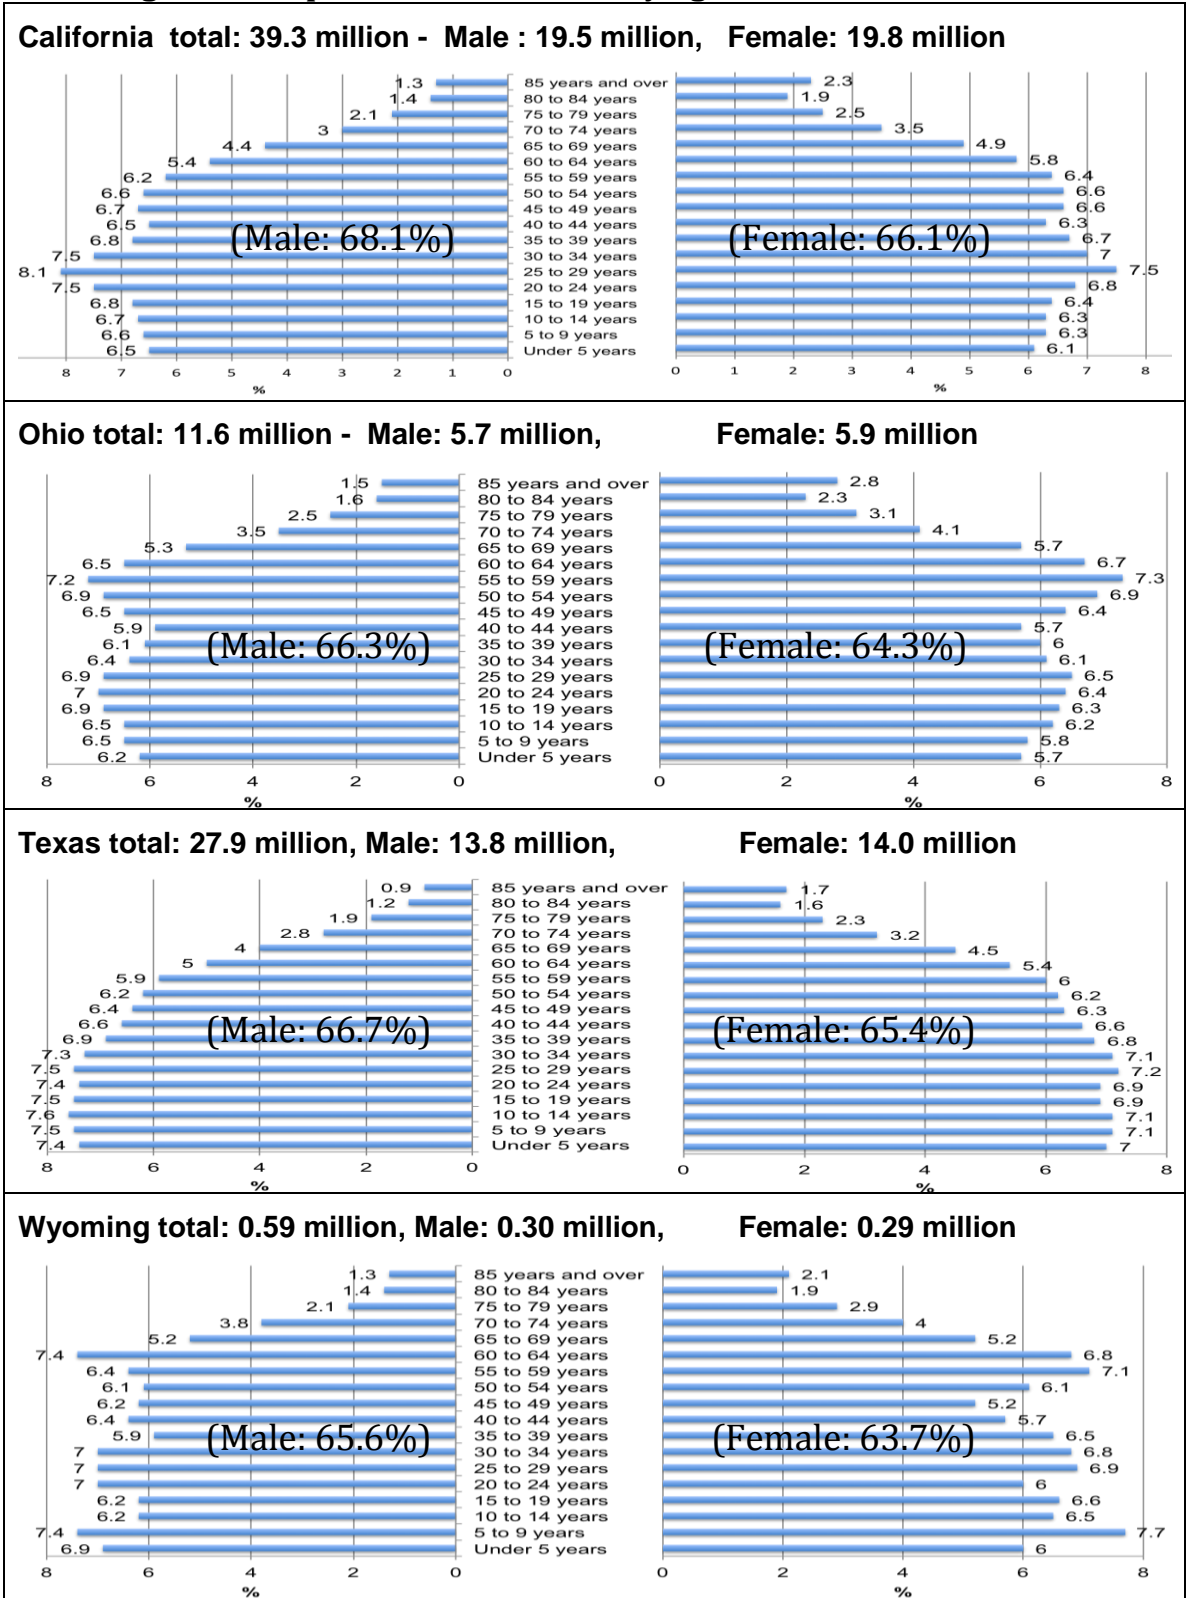 California total: 39.3 million - Male : 19.5 million, Female: 19.8 million
1.3 85 years and over 2.3
1.4 80 to 84 years 1.9
2.1 75 to 79 years 2.5
3 70 to 74 years 3.5
4.4 65 to 69 years 4.9
5.4 60 to 64 years 5.8
6.2 55 to 59 years 6.4
6.6 50 to 54 years 6.6
6.7 45 to 49 years 6.6
6.5 40 to 44 years 6.3
(Male: 68.1%) (Female: 66.1%)
6.8 35 to 39 years 6.7
7.5 30 to 34 years 7
8.1 25 to 29 years 7.5
7.5 20 to 24 years 6.8
6.8 15 to 19 years 6.4
6.7 10 to 14 years 6.3
6.6 5 to 9 years 6.3
6.5 Under 5 years 6.1
8 7 6 5 4 3 2 1 0 0 1 2 3 4 5 6 7 8
% %
Ohio total: 11.6 million - Male: 5.7 million, Female: 5.9 million
1.5 85 years and over 2.8
1.6 80 to 84 years 2.3
2.5 75 to 79 years 3.1
3.5 70 to 74 years 4.1
5.3 65 to 69 years 5.7
6.5 60 to 64 years 6.7
7.2 55 to 59 years 7.3
6.9 50 to 54 years 6.9
6.5 45 to 49 years 6.4
5.9 40 to 44 years 5.7
6.1 35 to 39 years 6
(Male: 66.3%) (Female: 64.3%)
6.4 30 to 34 years 6.1
6.9 25 to 29 years 6.5
7 20 to 24 years 6.4
6.9 15 to 19 years 6.3
6.5 10 to 14 years 6.2
6.5 5 to 9 years 5.8
6.2 Under 5 years 5.7
8 6 4 2 0 0 2 4 6 8
% %
Texas total: 27.9 million, Male: 13.8 million, Female: 14.0 million
0.9 85 years and over 1.7
1.2 80 to 84 years 1.6
1.9 75 to 79 years 2.3
2.8 70 to 74 years 3.2
4 65 to 69 years 4.5
5 60 to 64 years 5.4
5.9 55 to 59 years 6
6.2 50 to 54 years 6.2
6.4 45 to 49 years 6.3
6.6 40 to 44 years 6.6
(Male: 66.7%) (Female: 65.4%)
6.9 35 to 39 years 6.8
7.3 30 to 34 years 7.1
7.5 25 to 29 years 7.2
7.4 20 to 24 years 6.9
7.5 15 to 19 years 6.9
7.6 10 to 14 years 7.1
7.5 5 to 9 years 7.1
7.4 Under 5 years 7
8 6 4 2 0 0 2 4 6 8
% %
Wyoming total: 0.59 million, Male: 0.30 million, Female: 0.29 million
1.3 85 years and over 2.1
1.4 80 to 84 years 1.9
2.1 75 to 79 years 2.9
3.8 70 to 74 years 4
5.2 65 to 69 years 5.2
7.4 60 to 64 years 6.8
6.4 55 to 59 years 7.1
6.1 50 to 54 years 6.1
6.2 45 to 49 years 5.2
6.4 40 to 44 years 5.7
5.9 35 to 39 years 6.5
(Male: 65.6%) (Female: 63.7%)
7 30 to 34 years 6.8
7 25 to 29 years 6.9
7 20 to 24 years 6
6.2 15 to 19 years 6.6
6.2 10 to 14 years 6.5
7.4 5 to 9 years 7.7
6.9 Under 5 years 6
8 6 4 2 0 0 2 4 6 8
% %